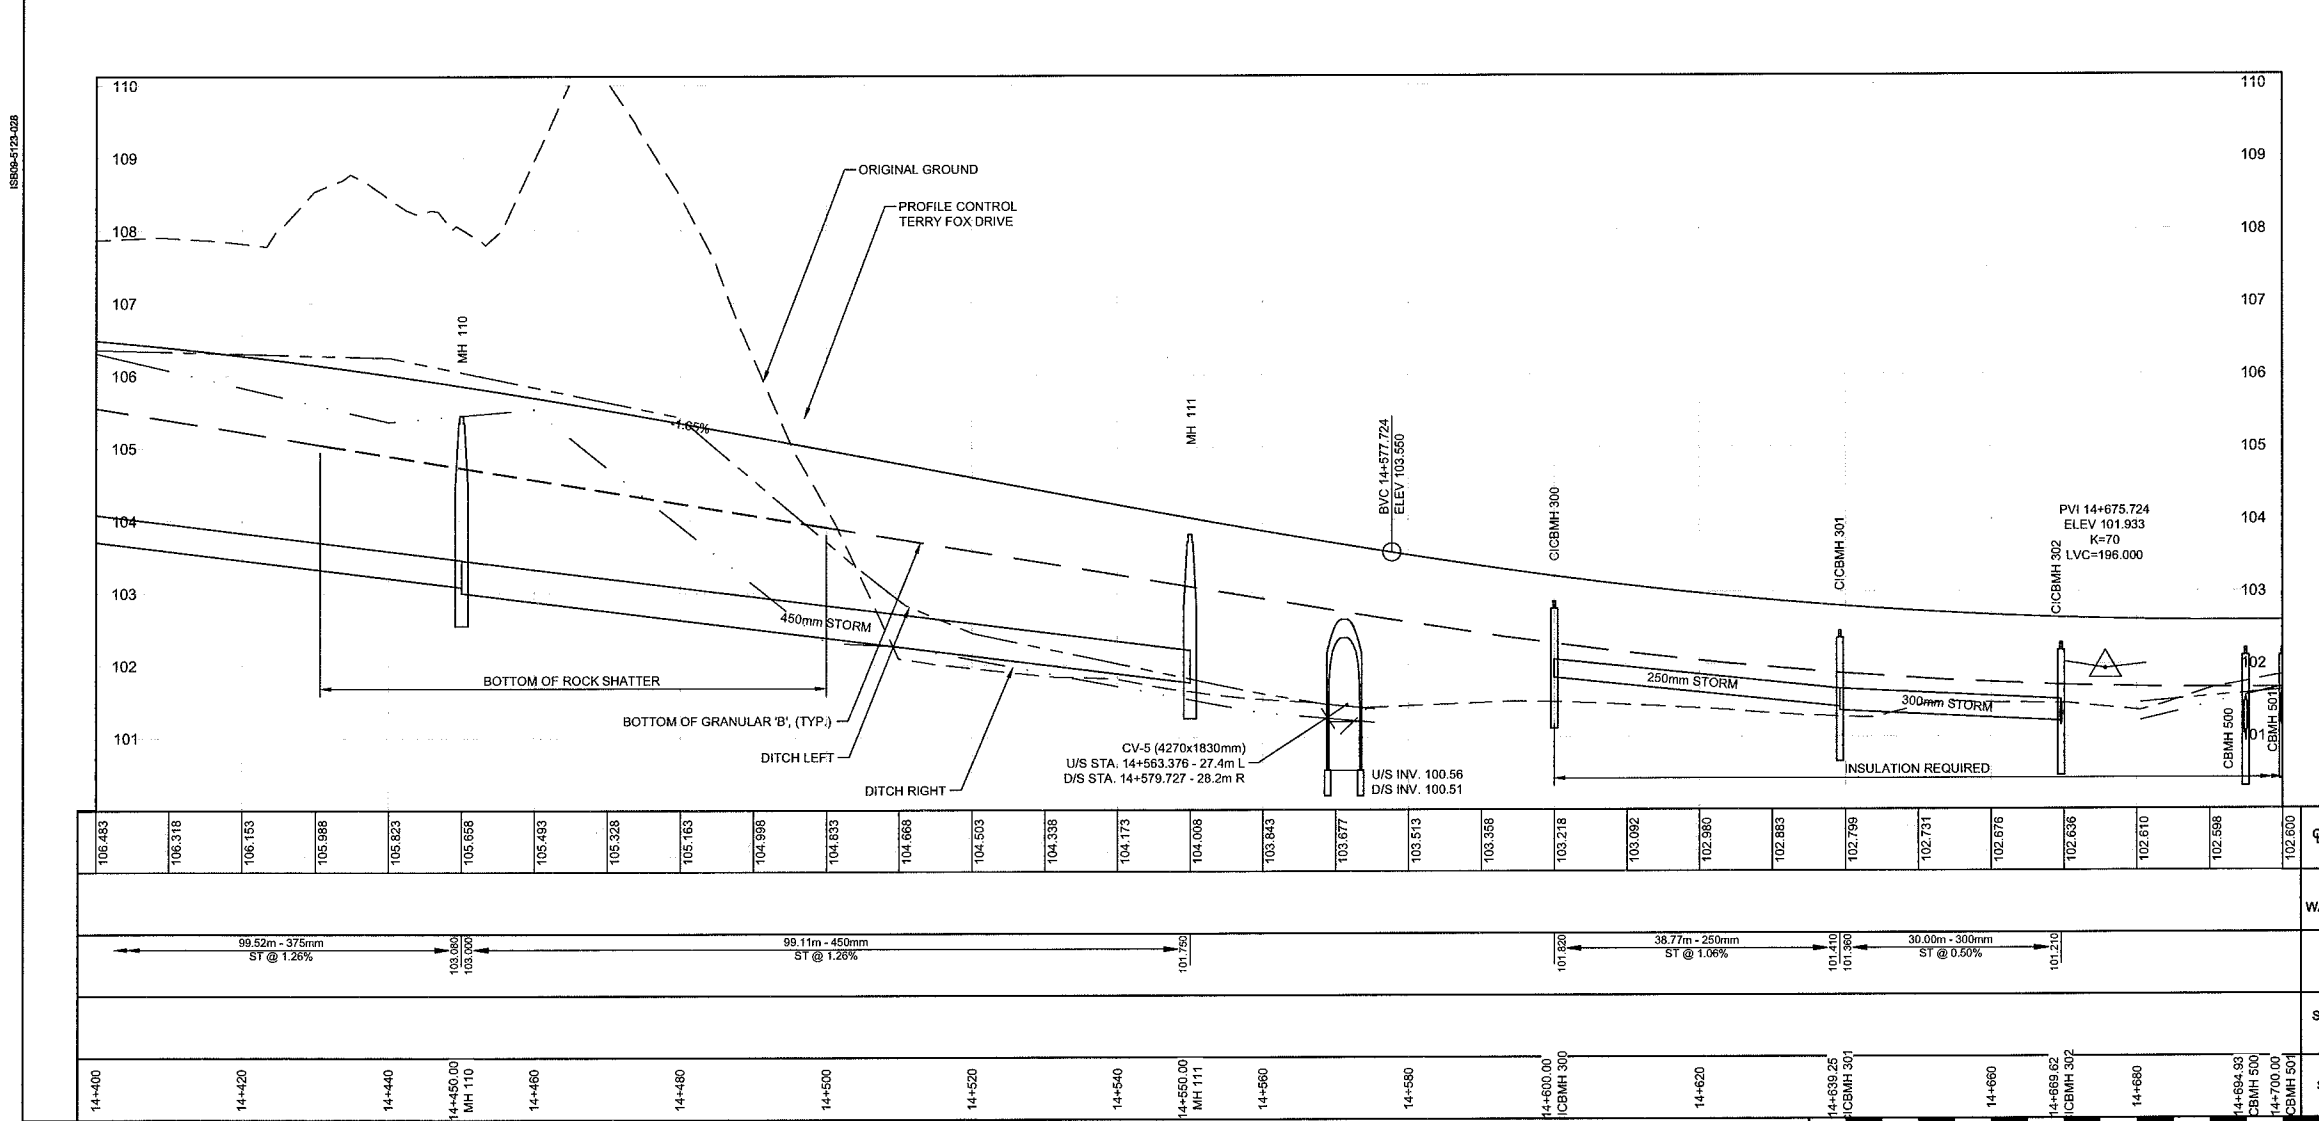 ISB09-5123-028
110
110
109
109
108
108
107
107
106
106
105
105
104
104
103
103
102
102
101
101
ORIGINAL GROUND
PROFILE CONTROL
TERRY FOX DRIVE
MH 110
-1.65%
MH 111
BVC 14+577.724
ELEV 103.550
CICBMH 300
CICBMH 301
CICBMH 302
PVI 14+675.724
ELEV 101.933
K=70
LVC=196.000
450mm STORM
250mm STORM
300mm STORM
BOTTOM OF ROCK SHATTER
BOTTOM OF GRANULAR 'B', (TYP.)
DITCH LEFT
DITCH RIGHT
CV-5 (4270x1830mm)
U/S STA. 14+563.376 - 27.4m L
D/S STA. 14+579.727 - 28.2m R
U/S INV. 100.56
D/S INV. 100.51
INSULATION REQUIRED
CBMH 500
CBMH 501
106.483
106.318
106.153
105.988
105.823
105.658
105.493
105.328
105.163
104.998
104.833
104.668
104.503
104.338
104.173
104.008
103.843
103.677
103.513
103.358
103.218
103.092
102.980
102.883
102.799
102.731
102.676
102.636
102.610
102.598
102.600
99.52m - 375mm
ST @ 1.26%
103.080
103.000
99.11m - 450mm
ST @ 1.26%
101.750
101.820
38.77m - 250mm
ST @ 1.06%
101.410
101.360
30.00m - 300mm
ST @ 0.50%
101.210
14+400
14+420
14+440
14+450.00
MH 110
14+460
14+480
14+500
14+520
14+540
14+550.00
MH 111
14+560
14+580
14+600.00
CICBMH 300
14+620
14+639.25
CICBMH 301
14+660
14+669.62
CICBMH 302
14+680
14+694.93
CBMH 500
14+700.00
CBMH 501